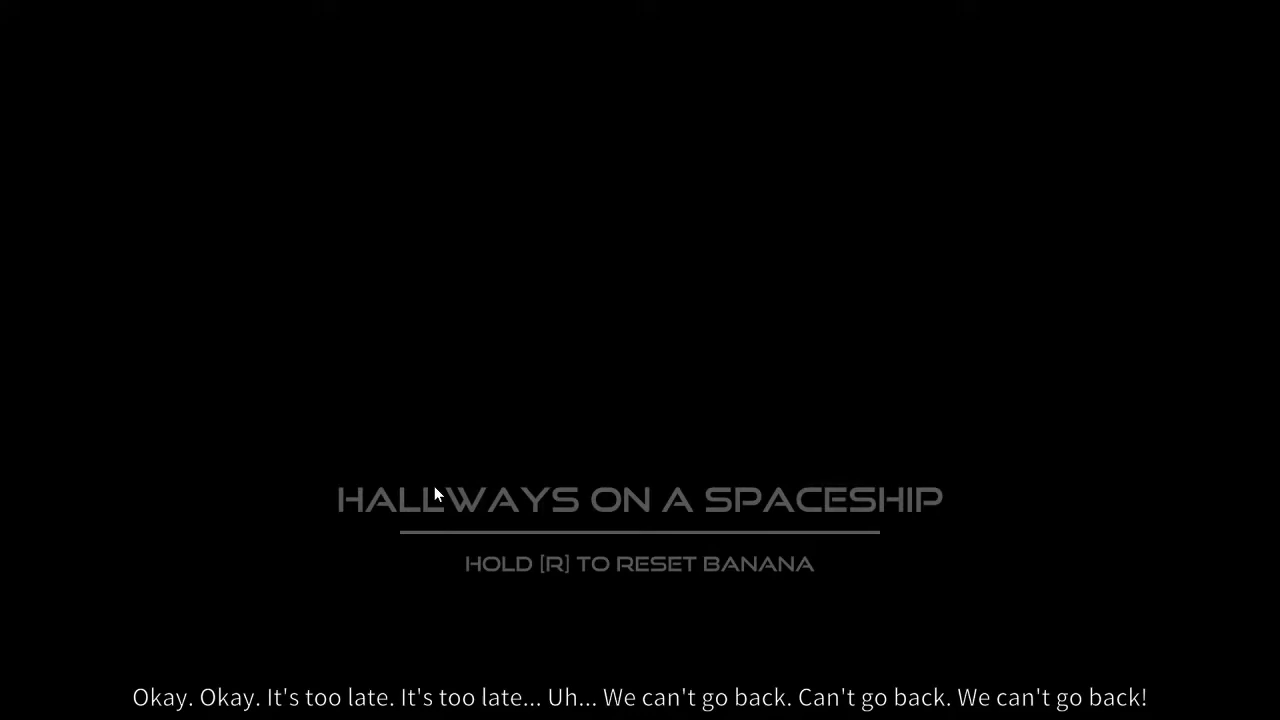 HALLWAYS ON A SPACESHIP
HOLD [R] TO RESET BANANA
Okay. Okay. It's too late. It's too late... Uh... We can't go back. Can't go back. We can't go back!